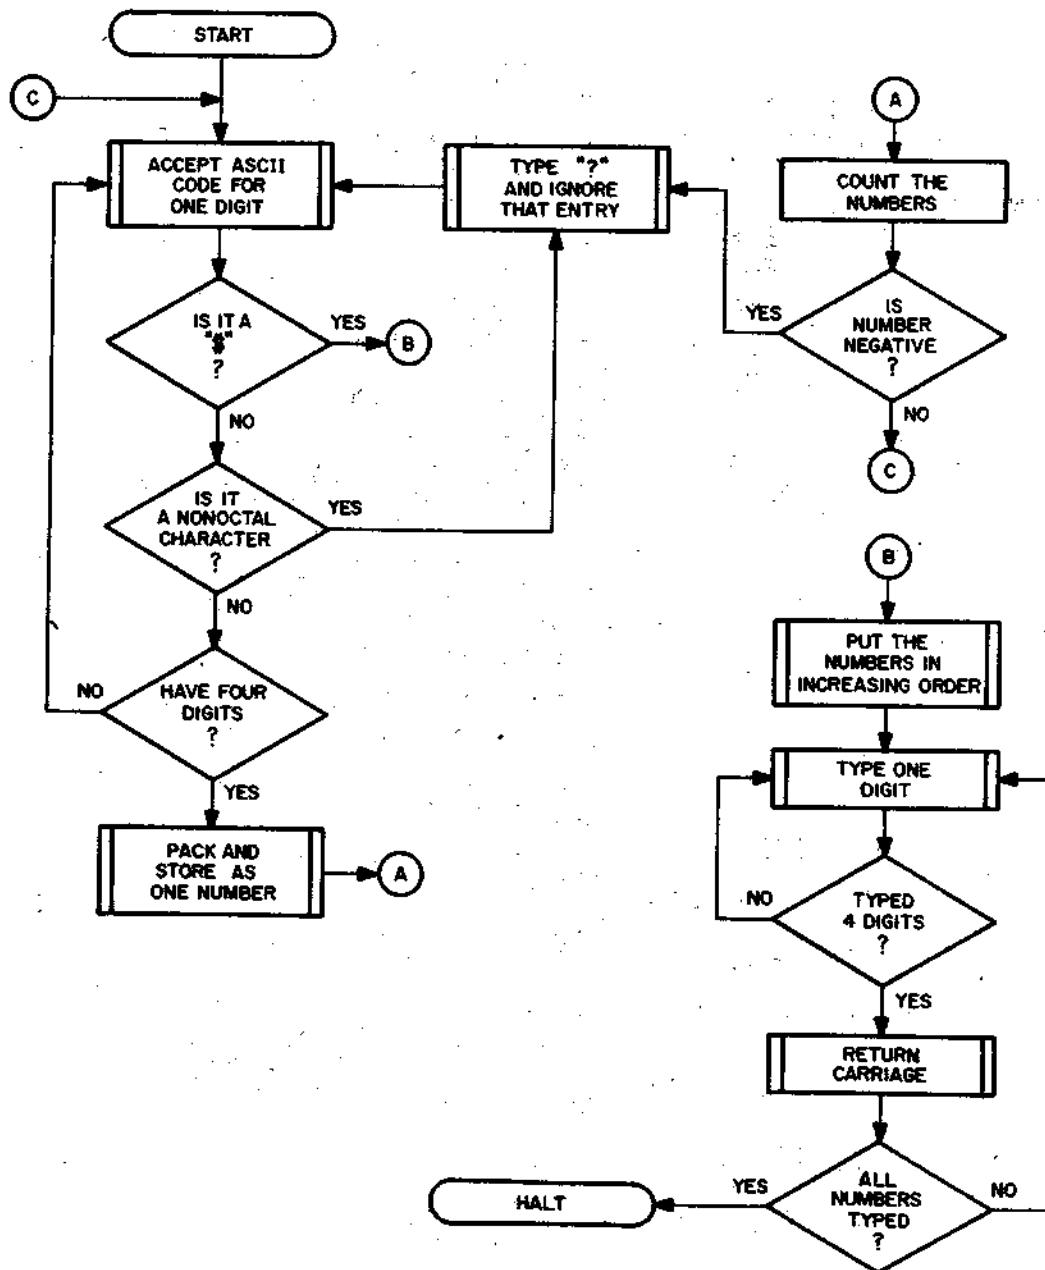 START
C
ACCEPT ASCII
CODE FOR
ONE DIGIT
TYPE "?"
AND IGNORE
THAT ENTRY
IS IT A
"$"
?
YES
B
NO
IS IT
A NONOCTAL
CHARACTER
?
YES
NO
HAVE FOUR
DIGITS
?
NO
YES
PACK AND
STORE AS
ONE NUMBER
A
A
COUNT THE
NUMBERS
IS
NUMBER
NEGATIVE
?
YES
NO
C
B
PUT THE
NUMBERS IN
INCREASING ORDER
TYPE ONE
DIGIT
TYPED
4 DIGITS
?
NO
YES
RETURN
CARRIAGE
ALL
NUMBERS
TYPED
?
YES
NO
HALT